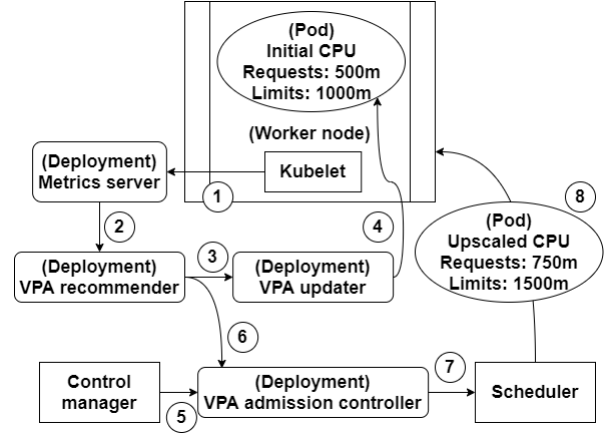 (Pod)
Initial CPU
Requests: 500m
Limits: 1000m
(Worker node)
Kubelet
(Deployment)
Metrics server
1
2
(Deployment)
VPA recommender
3
(Deployment)
VPA updater
4
8
(Pod)
Upscaled CPU
Requests: 750m
Limits: 1500m
6
Control
manager
5
(Deployment)
VPA admission controller
7
Scheduler